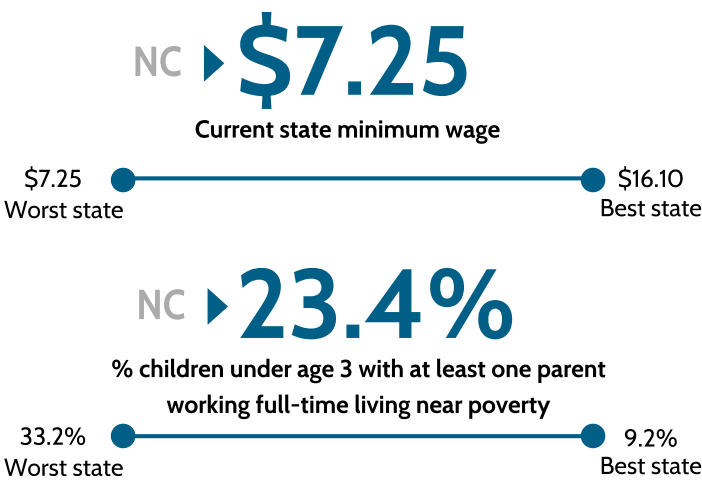 NC $7.25
Current state minimum wage
$7.25 $16.10
Worst state Best state
NC 23.4%
% children under age 3 with at least one parent
working full-time living near poverty
33.2% 9.2%
Worst state Best state